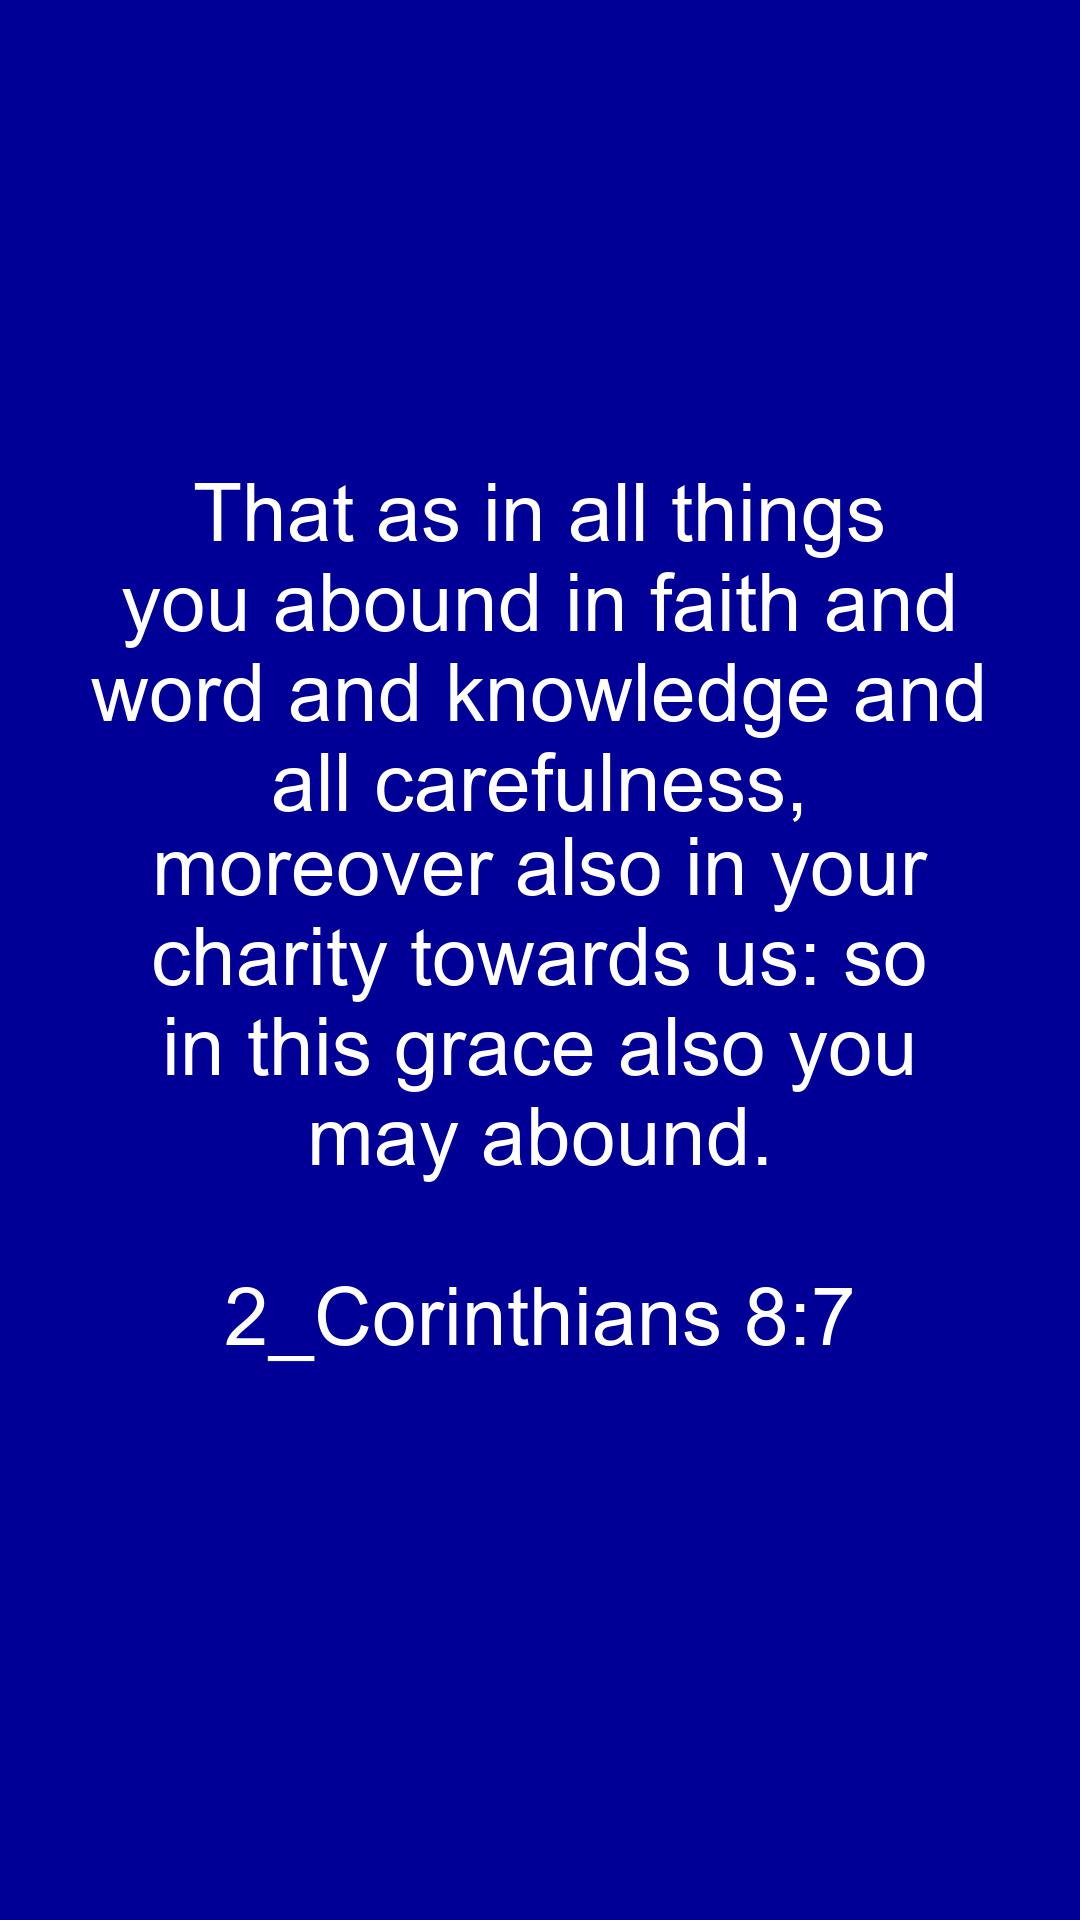 That as in all things
you abound in faith and
word and knowledge and
all carefulness,
moreover also in your
charity towards us: so
in this grace also you
may abound.
2_Corinthians 8:7